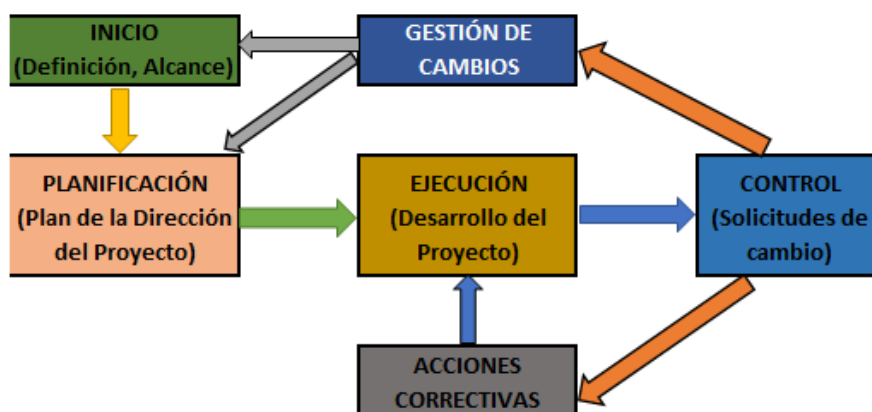 INICIO
(Definición, Alcance)
GESTIÓN DE
CAMBIOS
PLANIFICACIÓN
(Plan de la Dirección
del Proyecto)
EJECUCIÓN
(Desarrollo del
Proyecto)
CONTROL
(Solicitudes de
cambio)
ACCIONES
CORRECTIVAS